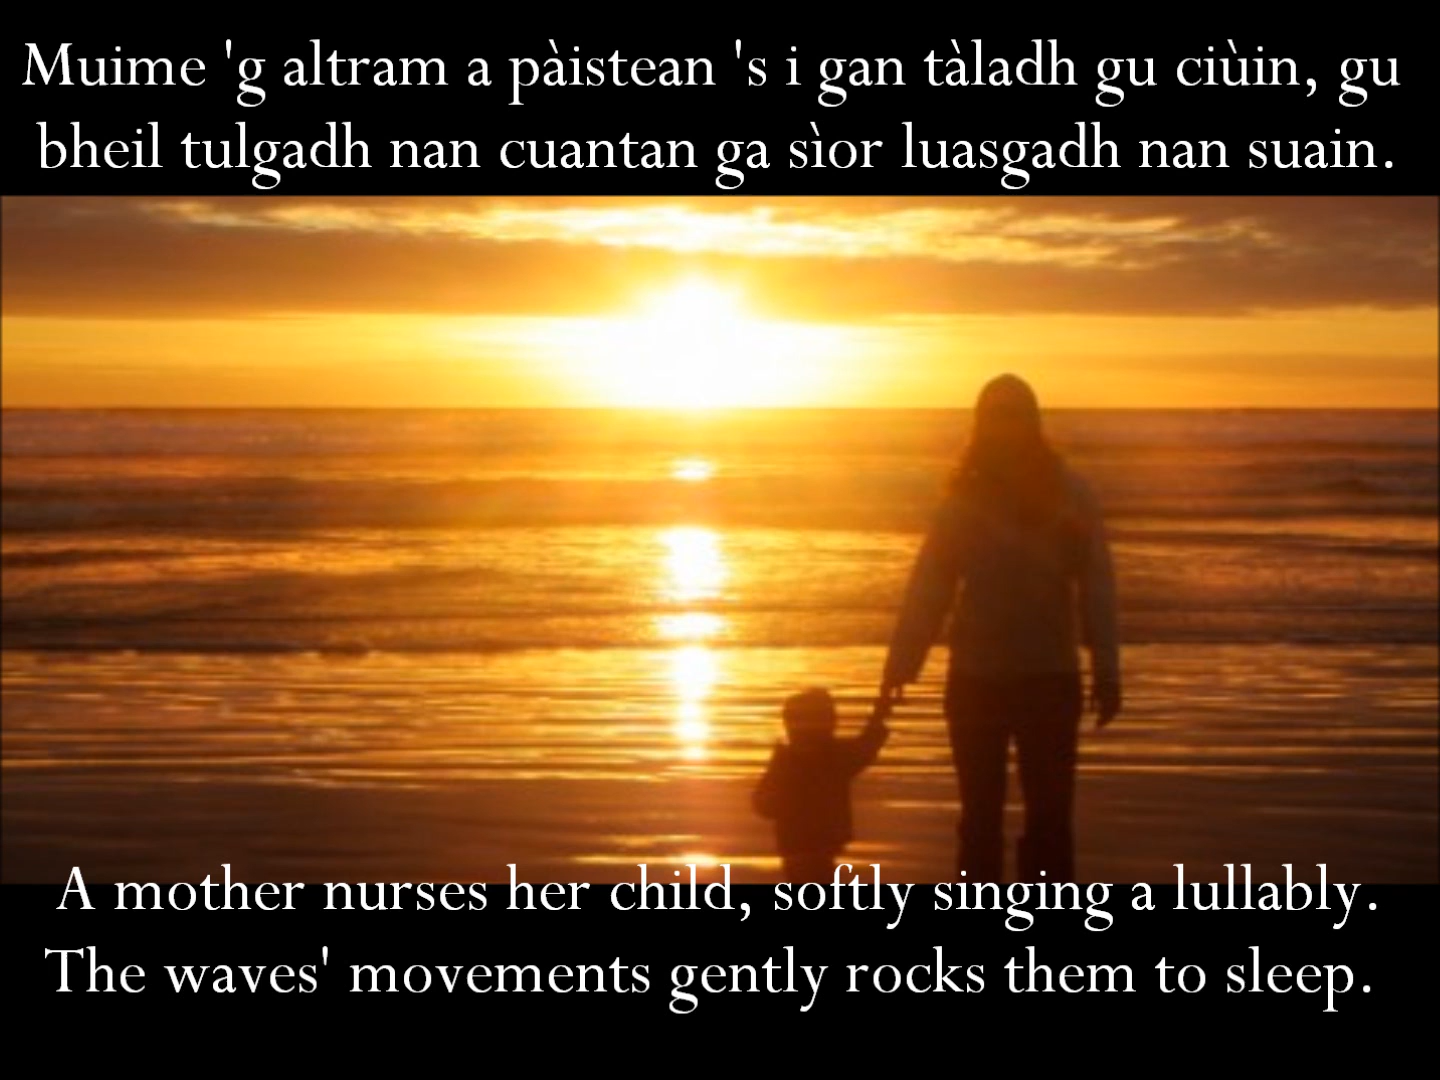 Muime 'g altram a pàistean 's i gan tàladh gu ciùin, gu
bheil tulgadh nan cuantan ga sìor luasgadh nan suain.
A mother nurses her child, softly singing a lullably.
The waves' movements gently rocks them to sleep.